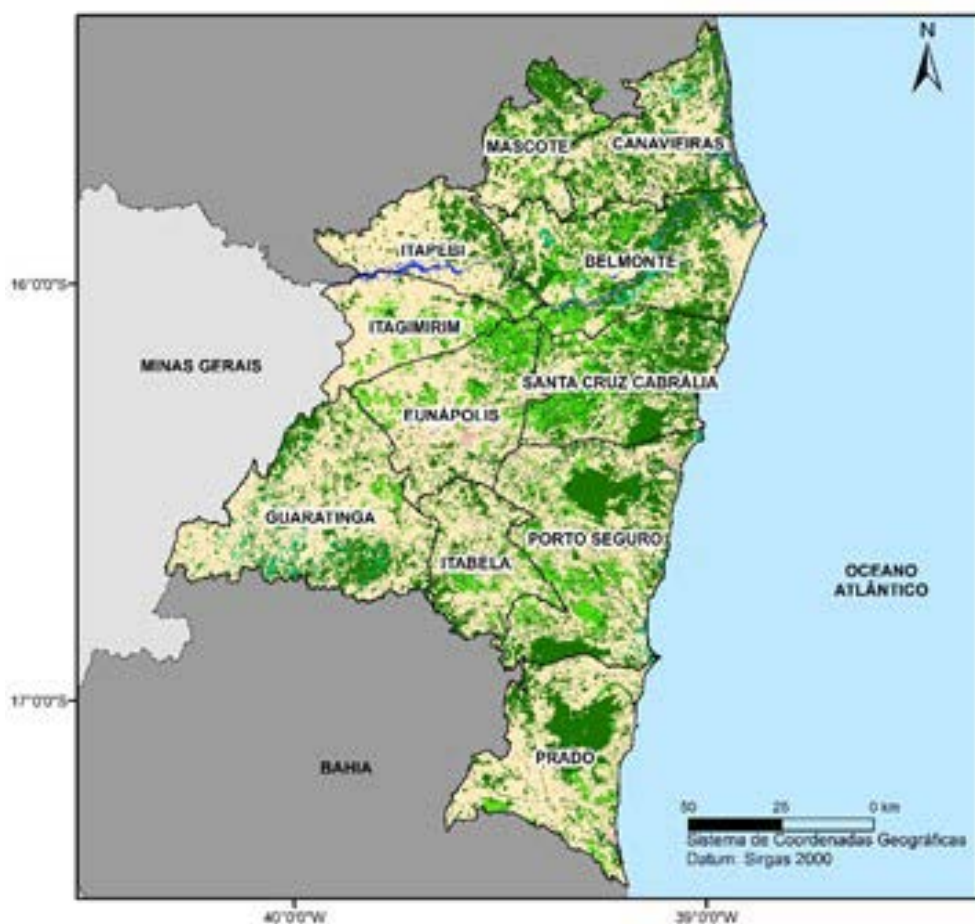 N
MASCOTE
CANAVIEIRAS
ITAPEBI
BELMONTE
16°0'0"S
ITAGIMIRIM
MINAS GERAIS
SANTA CRUZ CABRÁLIA
EUNÁPOLIS
GUARATINGA
PORTO SEGURO
ITABELA
OCEANO
ATLÂNTICO
17°0'0"S
PRADO
BAHIA
50 25 0 km
Sistema de Coordenadas Geográficas
Datum: Sirgas 2000
40°0'0"W 39°0'0"W